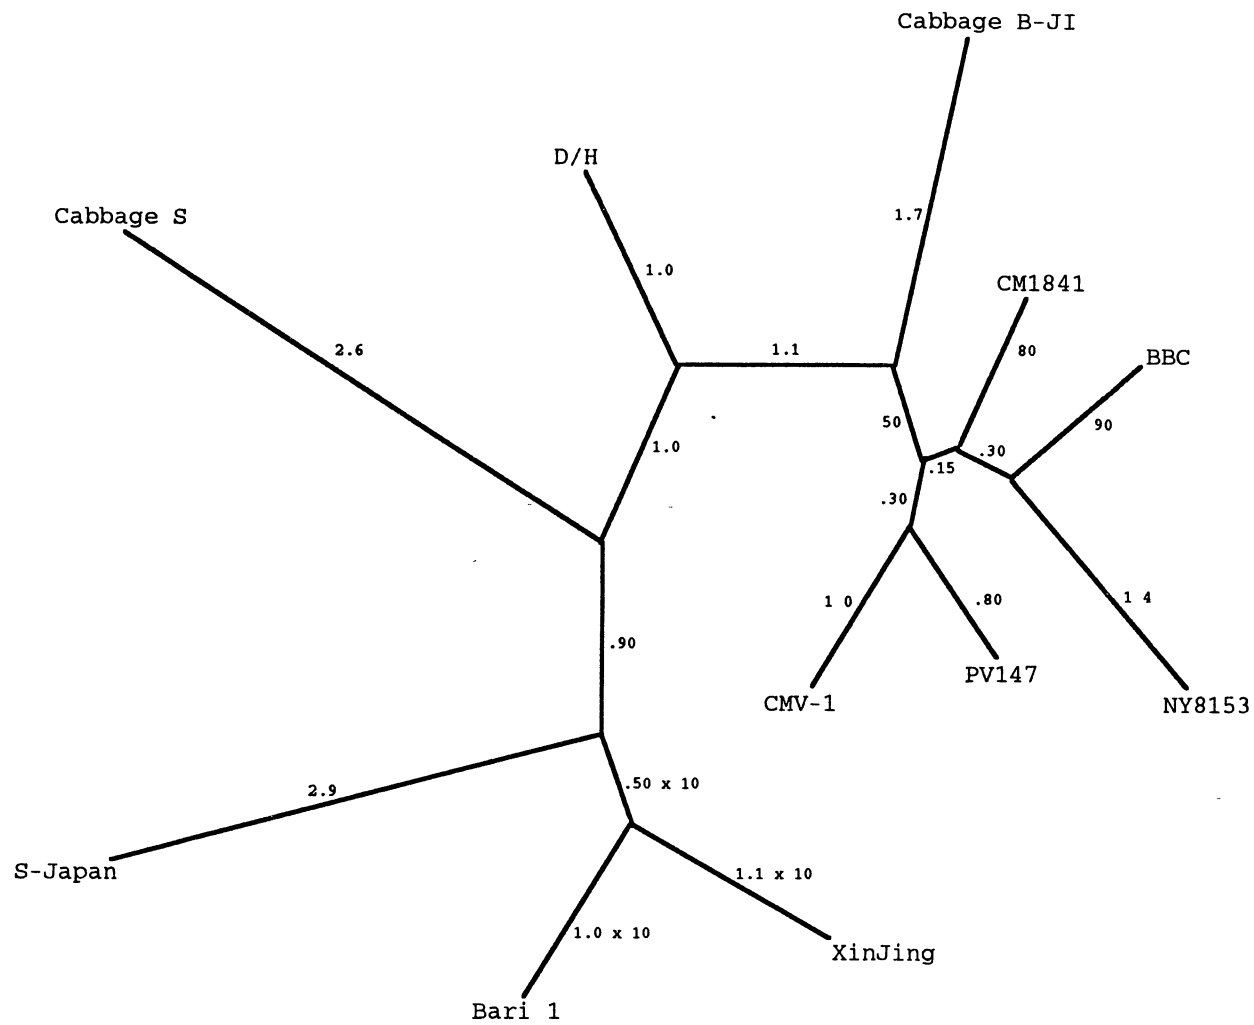 Cabbage B-JI
D/H
Cabbage S
1.7
1.0
CM1841
2.6
1.1
80
BBC
50
90
1.0
.30
.15
.30
1 0
.80
1 4
.90
PV147
CMV-1
NY8153
.50 x 10
2.9
S-Japan
1.1 x 10
1.0 x 10
XinJing
Bari 1